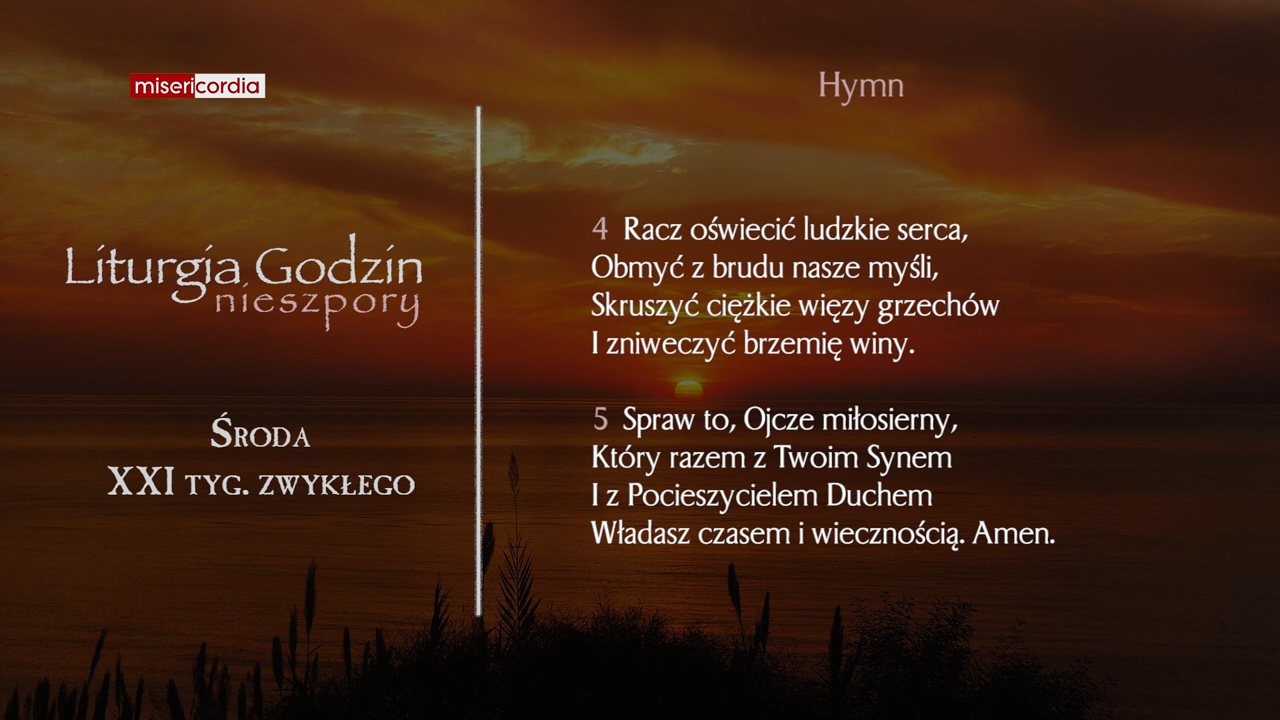 misericordia
Liturgia Godzin
nieszpory
Środa
XXI tyg. zwykłego
Hymn
4 Racz oświecić ludzkie serca,
Obmyć z brudu nasze myśli,
Skruszyć ciężkie więzy grzechów
I zniweczyć brzemię winy.
5 Spraw to, Ojcze miłosierny,
Który razem z Twoim Synem
I z Pocieszycielem Duchem
Władasz czasem i wiecznością. Amen.